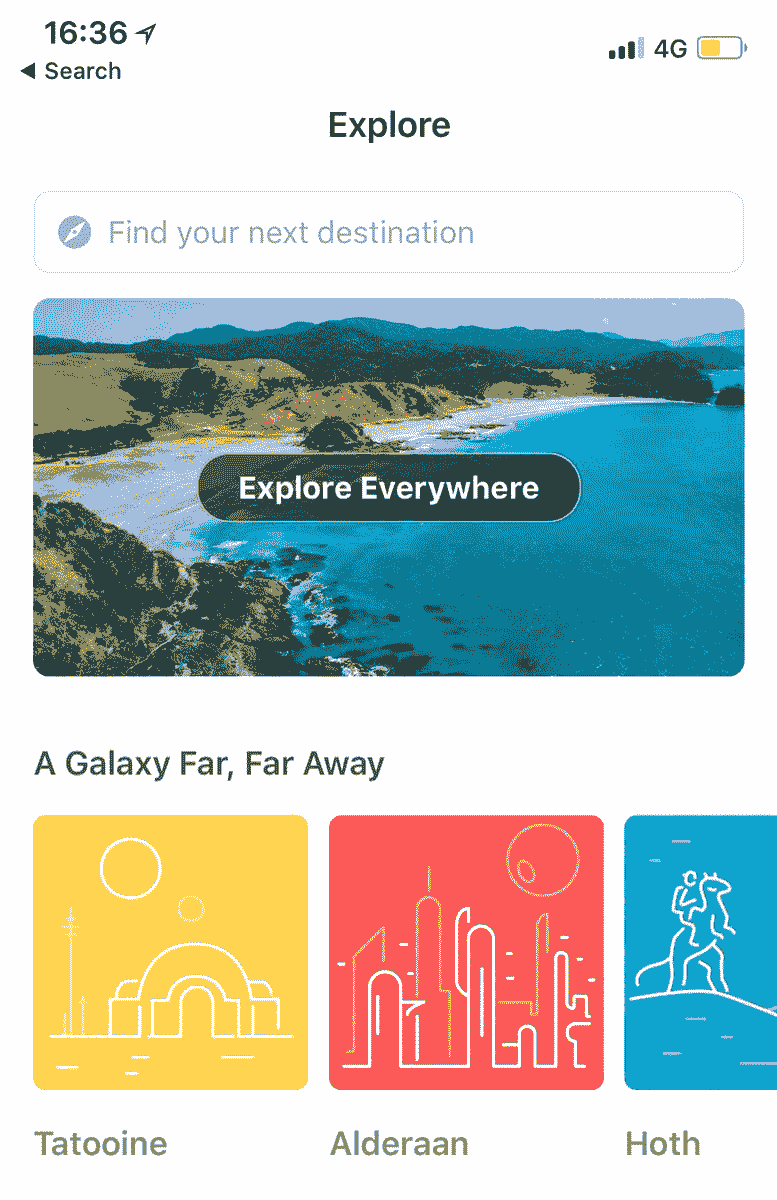 16:36
4G
Search
Explore
Find your next destination
Explore Everywhere
A Galaxy Far, Far Away
Tatooine
Alderaan
Hoth